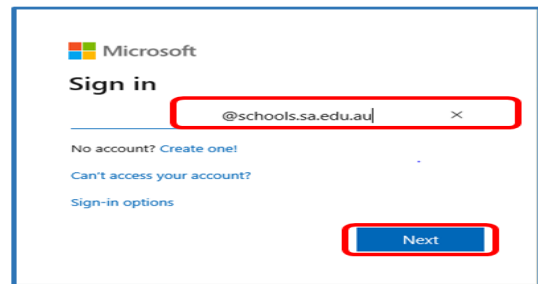 Microsoft
Sign in
@schools.sa.edu.au
No account? Create one!
Can't access your account?
Sign-in options
Next